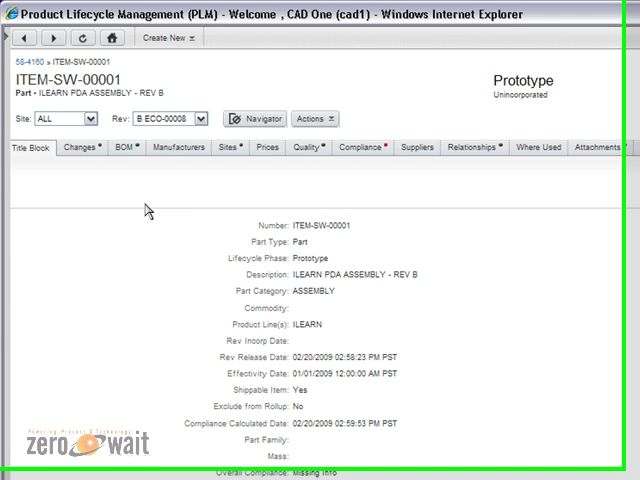 Product Lifecycle Management (PLM) - Welcome , CAD One (cad1) - Windows Internet Explorer
Create New
58-4160 » ITEM-SW-00001
ITEM-SW-00001
Part • ILEARN PDA ASSEMBLY - REV B
Prototype
Unincorporated
Site: ALL Rev: B ECO-00008 Navigator Actions
Title Block Changes BOM Manufacturers Sites Prices Quality Compliance Suppliers Relationships Where Used Attachments
Number: ITEM-SW-00001
Part Type: Part
Lifecycle Phase: Prototype
Description: ILEARN PDA ASSEMBLY - REV B
Part Category: ASSEMBLY
Commodity:
Product Line(s): ILEARN
Rev Incorp Date:
Rev Release Date: 02/20/2009 02:58:23 PM PST
Effectivity Date: 01/01/2009 12:00:00 AM PST
Shippable Item: Yes
Exclude from Rollup: No
Compliance Calculated Date: 02/20/2009 02:59:53 PM PST
Part Family:
Mass:
Overall Compliance: Missing Info
Powering Process & Technology
zero wait